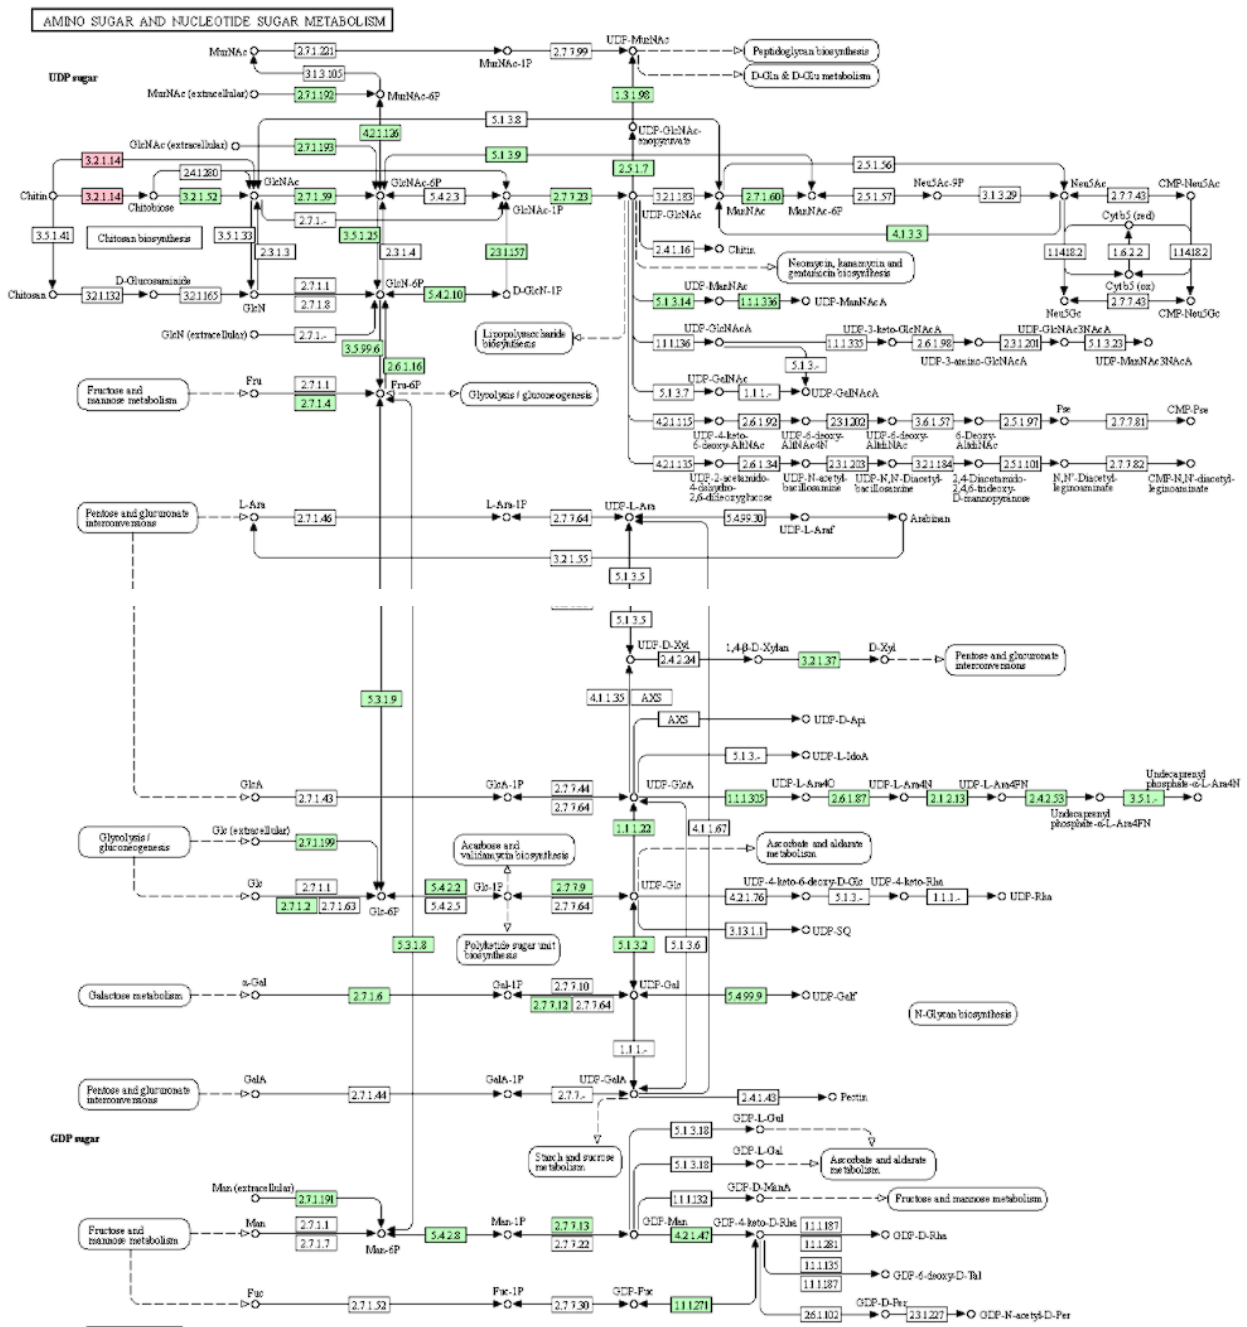 AMINO SUGAR AND NUCLEOTIDE SUGAR METABOLISM
UDP sugar
MurNAc
2.7.1.221
MurNAc-1P
2.7.7.99
UDP-MurNAc
Peptidoglycan biosynthesis
D-Gln & D-Glu metabolism
3.1.3.105
MurNAc (extracellular)
2.7.1.192
MurNAc-6P
1.3.1.98
4.2.1.126
5.1.3.8
UDP-GlcNAc-
enopyruvate
GlcNAc (extracellular)
2.7.1.193
5.1.3.9
2.5.1.7
3.2.1.14
2.4.1.280
2.5.1.56
Chitin
3.2.1.14
Chitobiose
3.2.1.52
GlcNAc
2.7.1.59
GlcNAc-6P
5.4.2.3
GlcNAc-1P
2.7.7.23
UDP-GlcNAc
3.2.1.183
ManNAc
2.7.1.60
ManNAc-6P
2.5.1.57
Neu5Ac-9P
3.1.3.29
Neu5Ac
2.7.7.43
CMP-Neu5Ac
2.7.1.-
3.5.1.41
Chitosan biosynthesis
3.5.1.33
2.3.1.3
3.5.1.25
2.3.1.4
2.3.1.157
4.1.3.3
2.4.1.16
Chitin
Cytb5 (red)
1.14.18.2
1.6.2.2
1.14.18.2
Cytb5 (ox)
Neomycin, kanamycin and
gentamicin biosynthesis
Chitosan
3.2.1.132
D-Glucosaminide
3.2.1.165
GlcN
2.7.1.1
2.7.1.8
GlcN-6P
5.4.2.10
D-GlcN-1P
UDP-ManNAc
5.1.3.14
1.1.1.336
UDP-ManNAcA
Neu5Gc
2.7.7.43
CMP-Neu5Gc
GlcN (extracellular)
2.7.1.-
3.5.99.6
2.6.1.16
Lipopolysaccharide
biosynthesis
UDP-GlcNAcA
1.1.1.136
UDP-3-keto-GlcNAcA
1.1.1.335
2.6.1.98
UDP-3-amino-GlcNAcA
UDP-GlcNAc3NAcA
2.3.1.201
5.1.3.23
UDP-ManNAc3NAcA
5.1.3.-
Fructose and
mannose metabolism
Fru
2.7.1.1
2.7.1.4
Fru-6P
Glycolysis / gluconeogenesis
UDP-GalNAc
5.1.3.7
1.1.1.-
UDP-GalNAcA
4.2.1.115
UDP-4-keto-
6-deoxy-AltNAc
2.6.1.92
UDP-6-deoxy-
AltNAc4N
2.3.1.202
UDP-6-deoxy-
AltdiNAc
3.6.1.57
6-Deoxy-
AltdiNAc
2.5.1.97
Pse
2.7.7.81
CMP-Pse
4.2.1.135
UDP-2-acetamido-
4-dehydro-
2,6-dideoxyglucose
2.6.1.34
UDP-N-acetyl-
bacillosamine
2.3.1.203
UDP-N,N'-Diacetyl-
bacillosamine
3.2.1.184
2,4-Diacetamido-
2,4,6-trideoxy-
D-mannopyranose
2.5.1.101
N,N'-Diacetyl-
legionaminate
2.7.7.82
CMP-N,N'-diacetyl-
legionaminate
Pentose and glucuronate
interconversions
L-Ara
2.7.1.46
L-Ara-1P
2.7.7.64
UDP-L-Ara
5.4.99.30
UDP-L-Araf
Arabinan
3.2.1.55
5.1.3.5
5.1.3.5
UDP-D-Xyl
2.4.2.24
1,4-β-D-Xylan
3.2.1.37
D-Xyl
Pentose and glucuronate
interconversions
5.3.1.9
4.1.1.35
AXS
AXS
UDP-D-Api
5.1.3.-
UDP-L-IdoA
GlcA
2.7.1.43
GlcA-1P
2.7.7.44
2.7.7.64
UDP-GlcA
1.1.1.305
UDP-L-Ara4O
2.6.1.87
UDP-L-Ara4N
2.1.2.13
UDP-L-Ara4FN
2.4.2.53
Undecaprenyl
phosphate-α-L-Ara4FN
3.5.1.-
Undecaprenyl
phosphate-α-L-Ara4N
Glycolysis /
gluconeogenesis
Glc (extracellular)
2.7.1.199
Acarbose and
validamycin biosynthesis
1.1.1.22
4.1.1.67
Ascorbate and aldarate
metabolism
Glc
2.7.1.1
2.7.1.2
2.7.1.63
Glc-6P
5.4.2.2
5.4.2.5
Glc-1P
2.7.7.9
2.7.7.64
UDP-Glc
4.2.1.76
UDP-4-keto-6-deoxy-D-Glc
5.1.3.-
UDP-4-keto-Rha
1.1.1.-
UDP-Rha
5.3.1.8
Polyketide sugar unit
biosynthesis
5.1.3.2
5.1.3.6
3.13.1.1
UDP-SQ
Galactose metabolism
α-Gal
2.7.1.6
Gal-1P
2.7.7.10
2.7.7.12
2.7.7.64
UDP-Gal
5.4.99.9
UDP-Galf
N-Glycan biosynthesis
1.1.1.-
Pentose and glucuronate
interconversions
GalA
2.7.1.44
GalA-1P
2.7.7.-
UDP-GalA
2.4.1.43
Pectin
GDP sugar
Starch and sucrose
metabolism
5.1.3.18
GDP-L-Gul
5.1.3.18
GDP-L-Gal
Ascorbate and aldarate
metabolism
Man (extracellular)
2.7.1.191
1.1.1.132
GDP-D-ManA
Fructose and mannose metabolism
Fructose and
mannose metabolism
Man
2.7.1.1
2.7.1.7
Man-6P
5.4.2.8
Man-1P
2.7.7.13
2.7.7.22
GDP-Man
4.2.1.47
GDP-4-keto-D-Rha
1.1.1.187
1.1.1.281
GDP-D-Rha
1.1.1.135
1.1.1.187
GDP-6-deoxy-D-Tal
Fuc
2.7.1.52
Fuc-1P
2.7.7.30
GDP-Fuc
1.1.1.271
2.6.1.102
GDP-D-Per
2.3.1.227
GDP-N-acetyl-D-Per